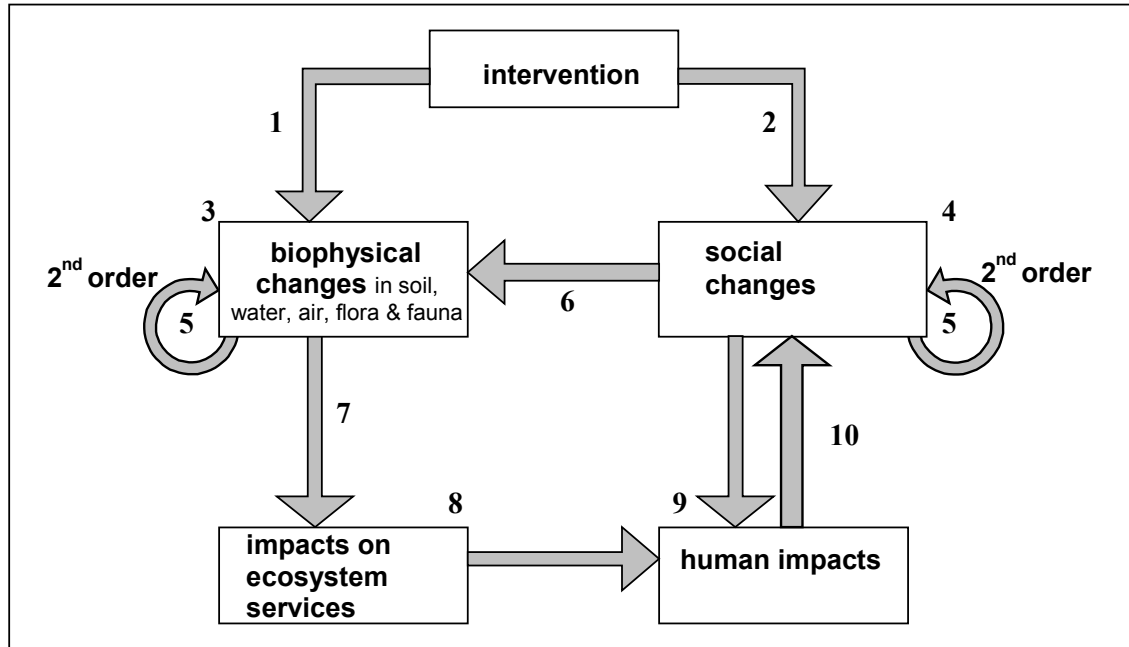 intervention
1
2
3
4
biophysical
changes in soil,
water, air, flora & fauna
social
changes
2nd order
2nd order
5
5
6
7
10
8
9
impacts on
ecosystem
services
human impacts